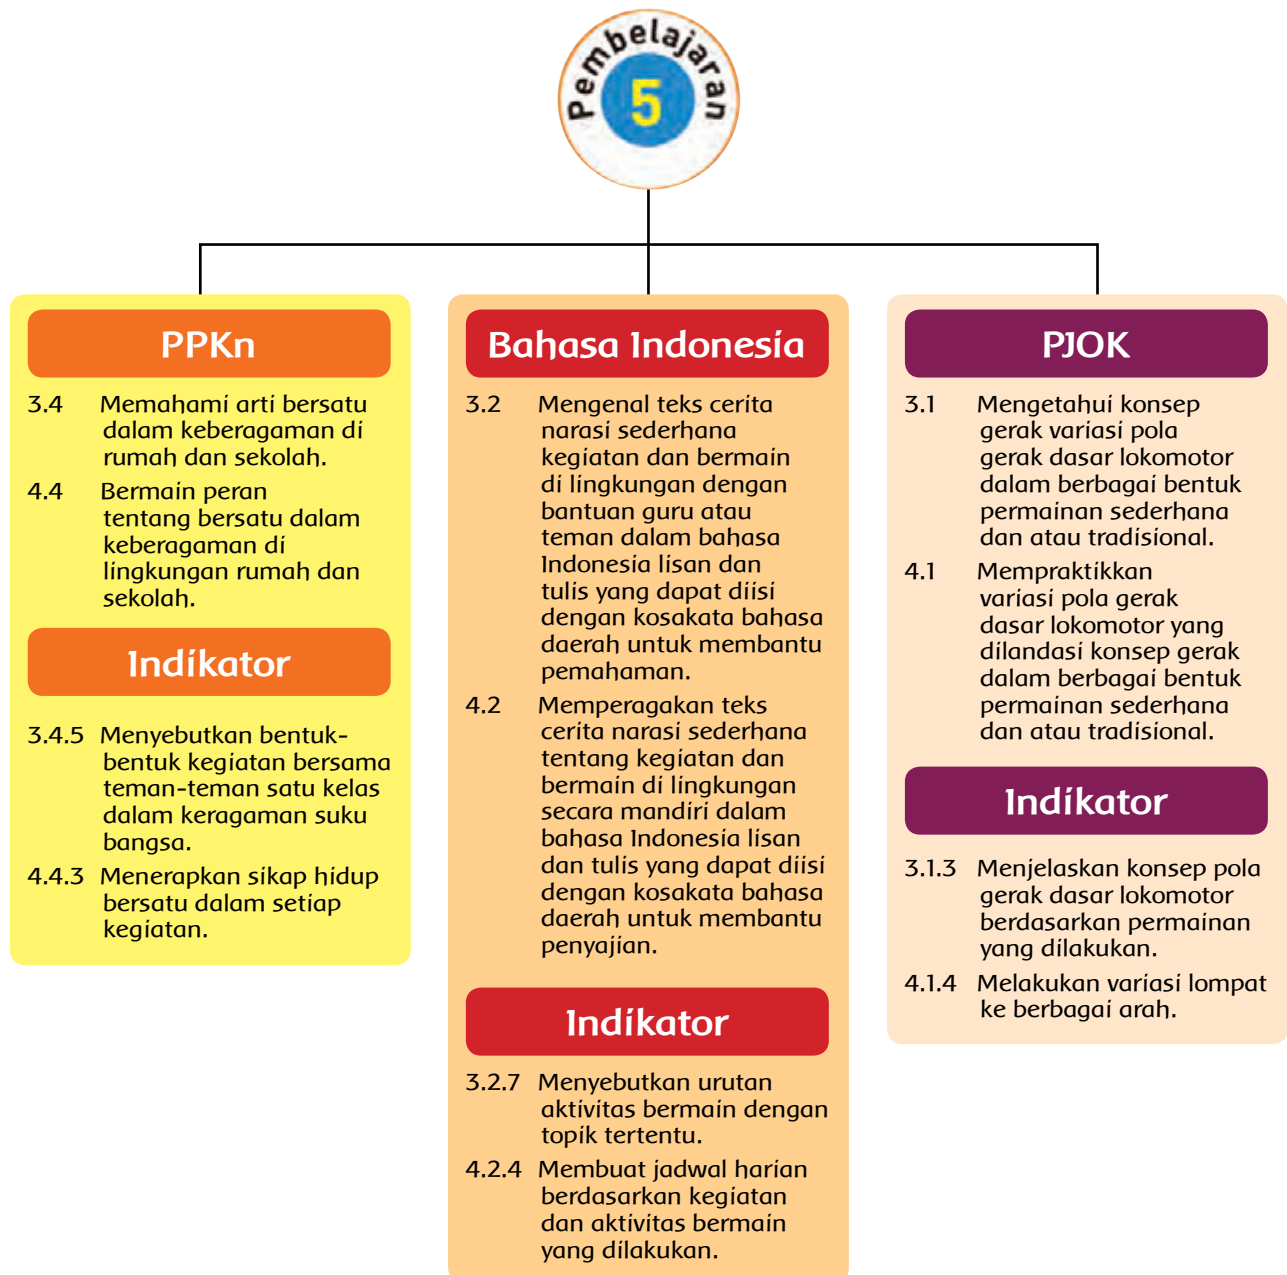 Pembelajaran
5
PPKn
3.4 Memahami arti bersatu
dalam keberagaman di
rumah dan sekolah.
4.4 Bermain peran
tentang bersatu dalam
keberagaman di
lingkungan rumah dan
sekolah.
Indikator
3.4.5 Menyebutkan bentuk-
bentuk kegiatan bersama
teman-teman satu kelas
dalam keragaman suku
bangsa.
4.4.3 Menerapkan sikap hidup
bersatu dalam setiap
kegiatan.
Bahasa Indonesia
3.2 Mengenal teks cerita
narasi sederhana
kegiatan dan bermain
di lingkungan dengan
bantuan guru atau
teman dalam bahasa
Indonesia lisan dan
tulis yang dapat diisi
dengan kosakata bahasa
daerah untuk membantu
pemahaman.
4.2 Memperagakan teks
cerita narasi sederhana
tentang kegiatan dan
bermain di lingkungan
secara mandiri dalam
bahasa Indonesia lisan
dan tulis yang dapat diisi
dengan kosakata bahasa
daerah untuk membantu
penyajian.
Indikator
3.2.7 Menyebutkan urutan
aktivitas bermain dengan
topik tertentu.
4.2.4 Membuat jadwal harian
berdasarkan kegiatan
dan aktivitas bermain
yang dilakukan.
PJOK
3.1 Mengetahui konsep
gerak variasi pola
gerak dasar lokomotor
dalam berbagai bentuk
permainan sederhana
dan atau tradisional.
4.1 Mempraktikkan
variasi pola gerak
dasar lokomotor yang
dilandasi konsep gerak
dalam berbagai bentuk
permainan sederhana
dan atau tradisional.
Indikator
3.1.3 Menjelaskan konsep pola
gerak dasar lokomotor
berdasarkan permainan
yang dilakukan.
4.1.4 Melakukan variasi lompat
ke berbagai arah.